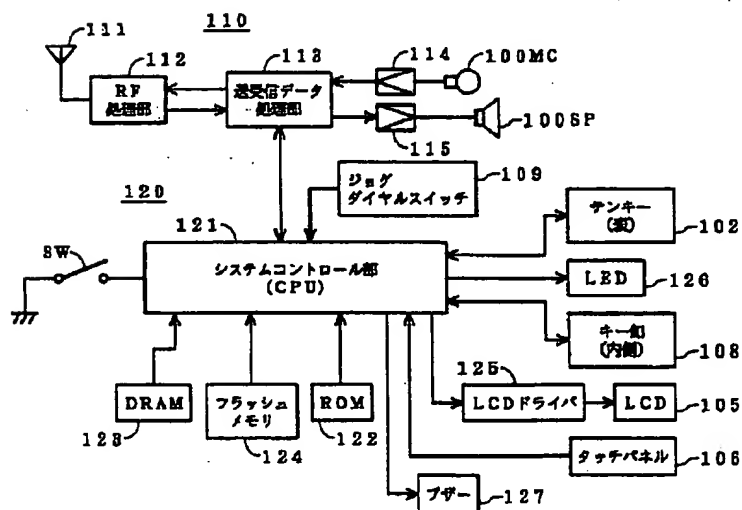 110
111
112
113
114
100MC
RF
処理部
送受信データ
処理部
100SP
115
120
ジョグ
ダイヤルスイッチ
109
121
テンキー
(表)
102
SW
システムコントロール部
(CPU)
LED
126
キー釦
(内側)
108
125
DRAM
フラッシュ
メモリ
ROM
LCDドライバ
LCD
105
123
124
122
タッチパネル
106
ブザー
127